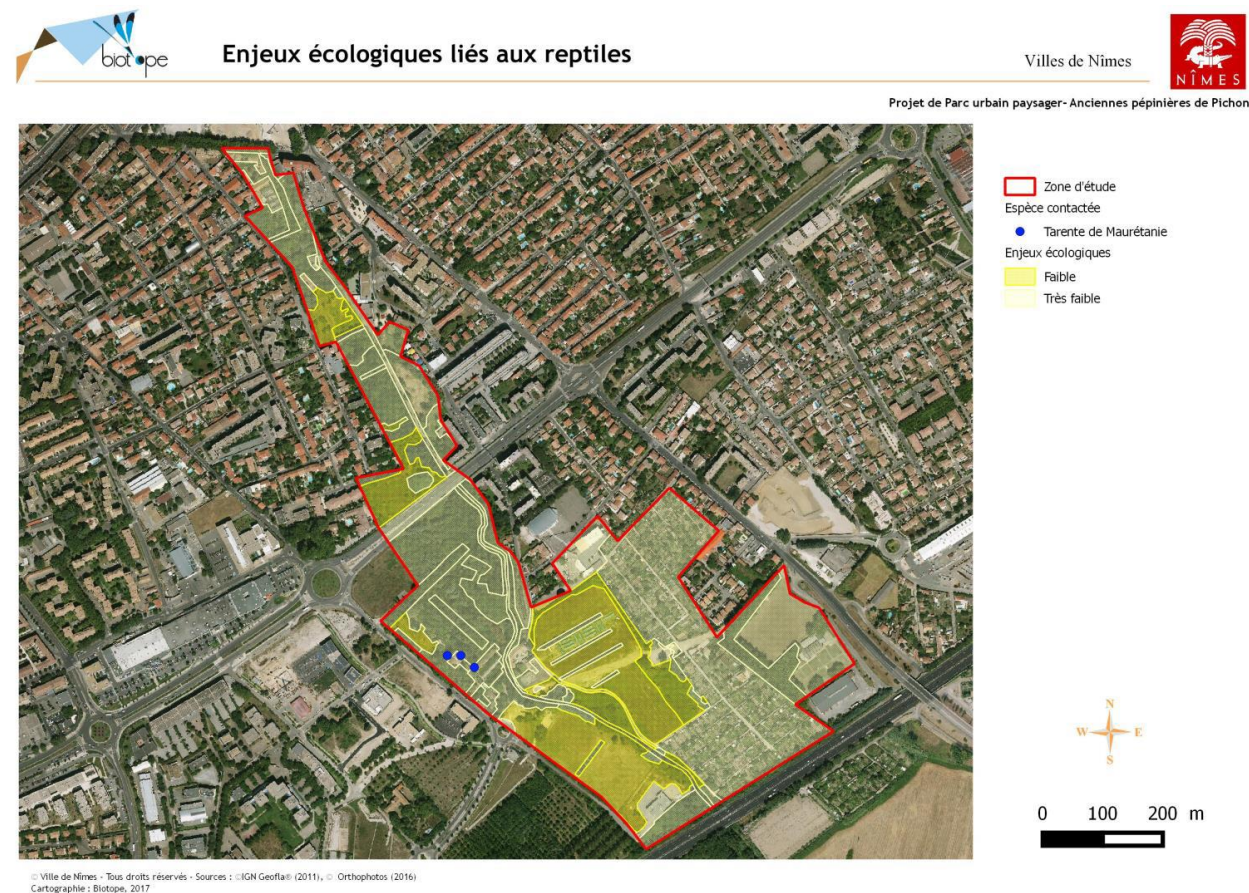 biotope
Enjeux écologiques liés aux reptiles
Villes de Nîmes
NÎMES
Projet de Parc urbain paysager- Anciennes pépinières de Pichon
Zone d'étude
Espèce contactée
Tarente de Maurétanie
Enjeux écologiques
Faible
Très faible
N
W E
S
0 100 200 m
© Ville de Nîmes - Tous droits réservés - Sources : ©IGN Geofla® (2011), © Orthophotos (2016)
Cartographie : Biotope, 2017